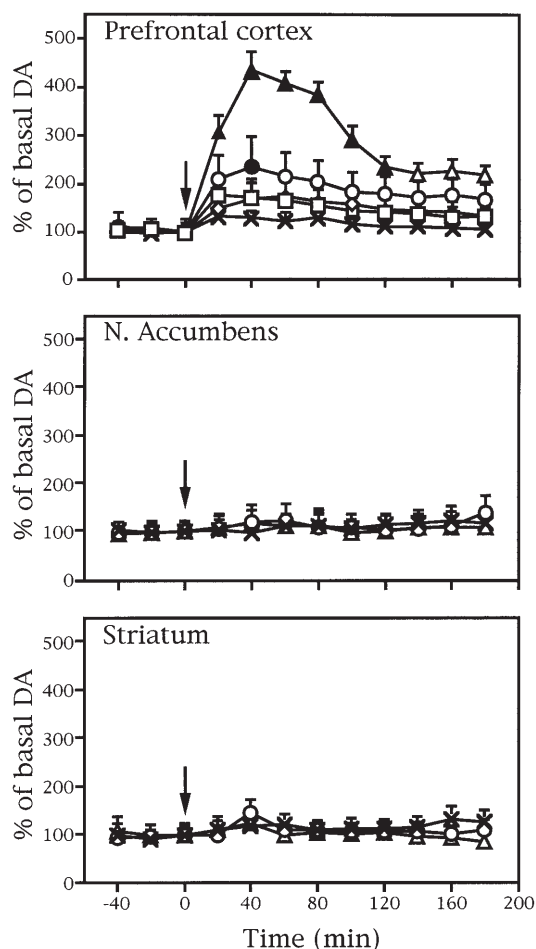 Prefrontal cortex
% of basal DA
500
400
300
200
100
0
N. Accumbens
% of basal DA
500
400
300
200
100
0
Striatum
% of basal DA
500
400
300
200
100
0
-40 0 40 80 120 160 200
Time (min)